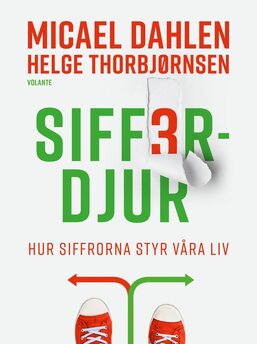 MICAEL DAHLEN
HELGE THORBJØRNSEN
VOLANTE
SIFF3R-
DJUR
HUR SIFFRORNA STYR VÅRA LIV